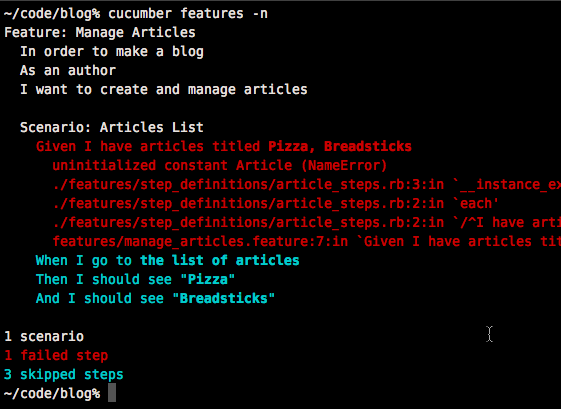 ~/code/blog% cucumber features -n
Feature: Manage Articles
In order to make a blog
As an author
I want to create and manage articles
Scenario: Articles List
Given I have articles titled Pizza, Breadsticks
uninitialized constant Article (NameError)
./features/step_definitions/article_steps.rb:3:in `__instance_ex
./features/step_definitions/article_steps.rb:2:in `each'
./features/step_definitions/article_steps.rb:2:in `/^I have arti
features/manage_articles.feature:7:in `Given I have articles tit
When I go to the list of articles
Then I should see "Pizza"
And I should see "Breadsticks"
1 scenario
1 failed step
3 skipped steps
~/code/blog%